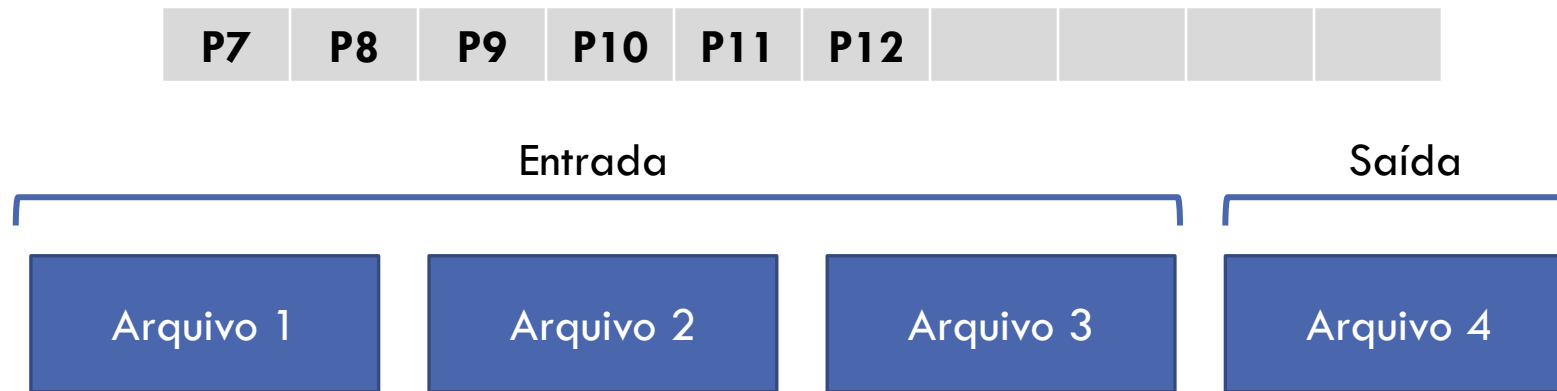 P7 P8 P9 P10 P11 P12
Entrada Saída
Arquivo 1 Arquivo 2 Arquivo 3 Arquivo 4